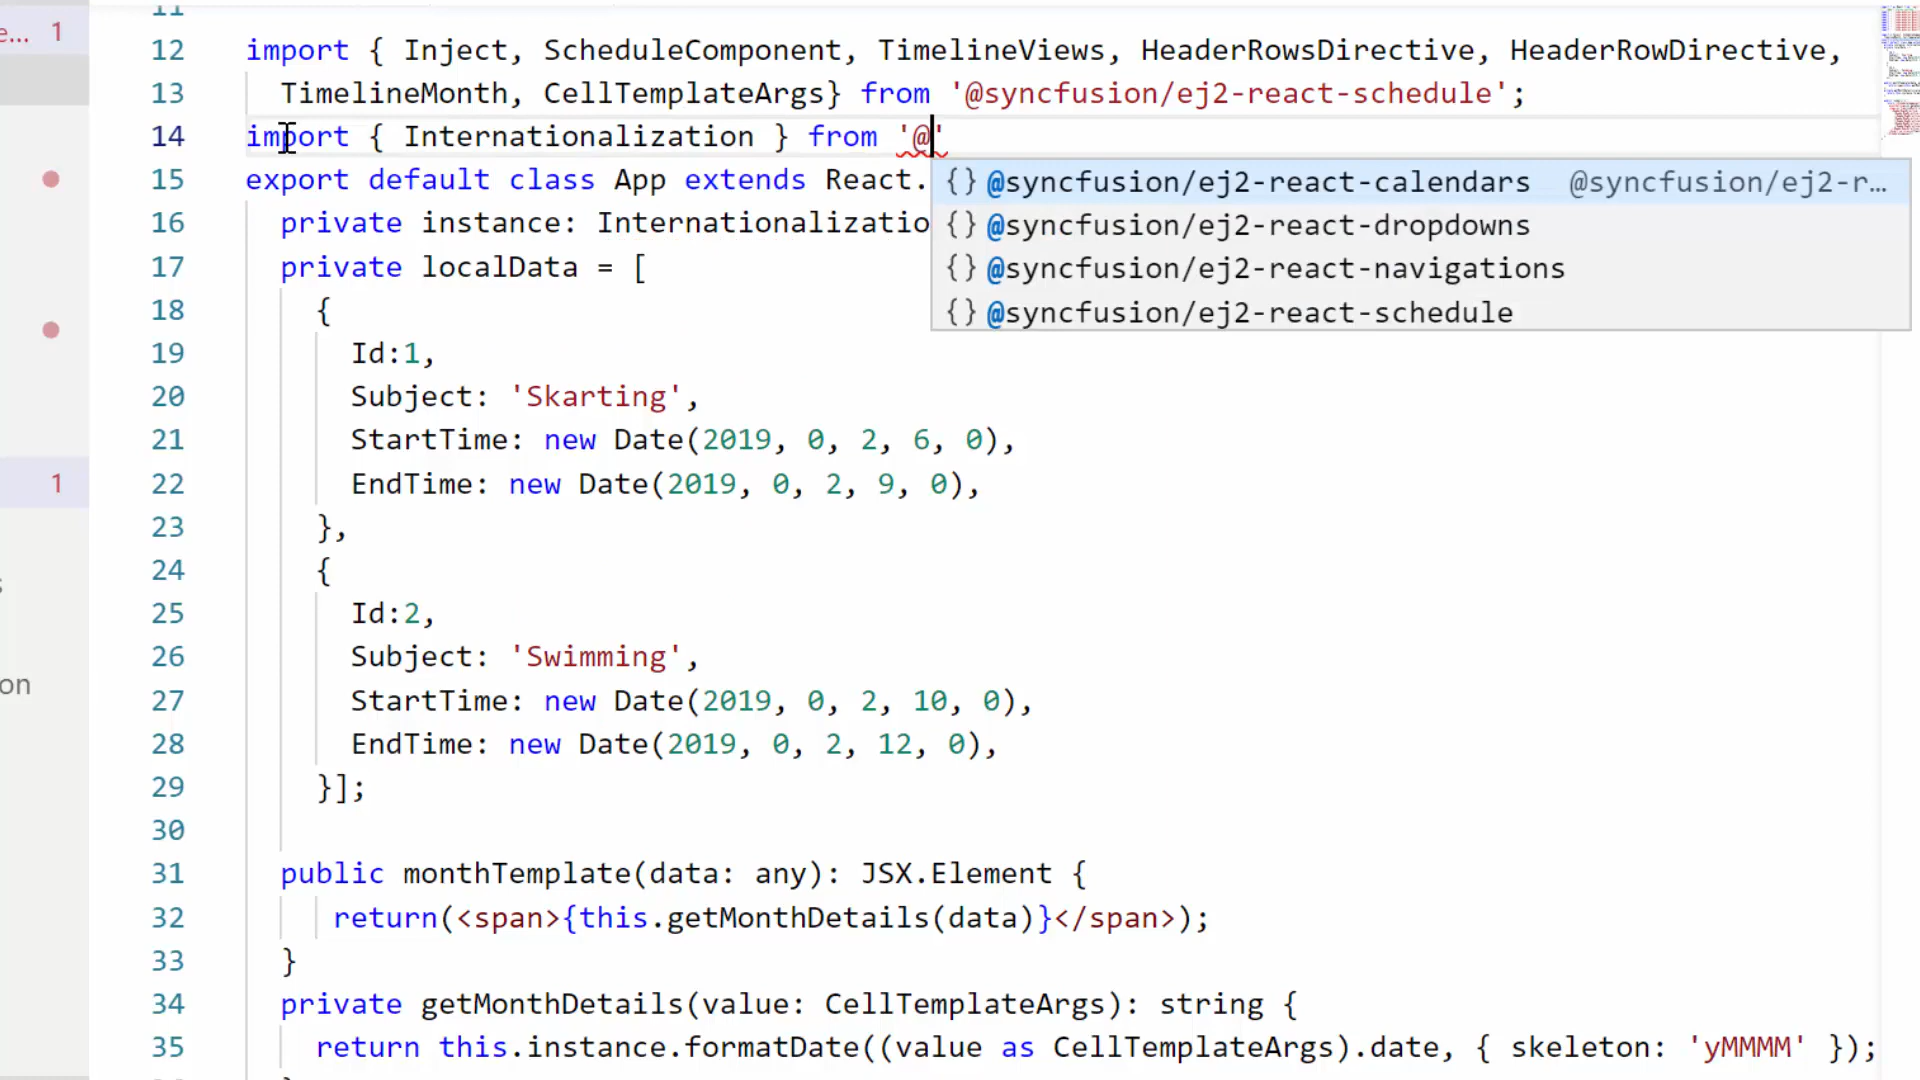 e... 1
11
12 import { Inject, ScheduleComponent, TimelineViews, HeaderRowsDirective, HeaderRowDirective,
13 TimelineMonth, CellTemplateArgs} from '@syncfusion/ej2-react-schedule';
14 import { Internationalization } from '@'
15 export default class App extends React.
{} @syncfusion/ej2-react-calendars @syncfusion/ej2-r…
16 private instance: Internationalizatio
{} @syncfusion/ej2-react-dropdowns
17 private localData = [
{} @syncfusion/ej2-react-navigations
18 {
{} @syncfusion/ej2-react-schedule
19 Id:1,
20 Subject: 'Skarting',
21 StartTime: new Date(2019, 0, 2, 6, 0),
1
22 EndTime: new Date(2019, 0, 2, 9, 0),
23 },
24 {
25 Id:2,
26 Subject: 'Swimming',
on
27 StartTime: new Date(2019, 0, 2, 10, 0),
28 EndTime: new Date(2019, 0, 2, 12, 0),
29 }];
30
31 public monthTemplate(data: any): JSX.Element {
32 return(<span>{this.getMonthDetails(data)}</span>);
33 }
34 private getMonthDetails(value: CellTemplateArgs): string {
35 return this.instance.formatDate((value as CellTemplateArgs).date, { skeleton: 'yMMMM' });